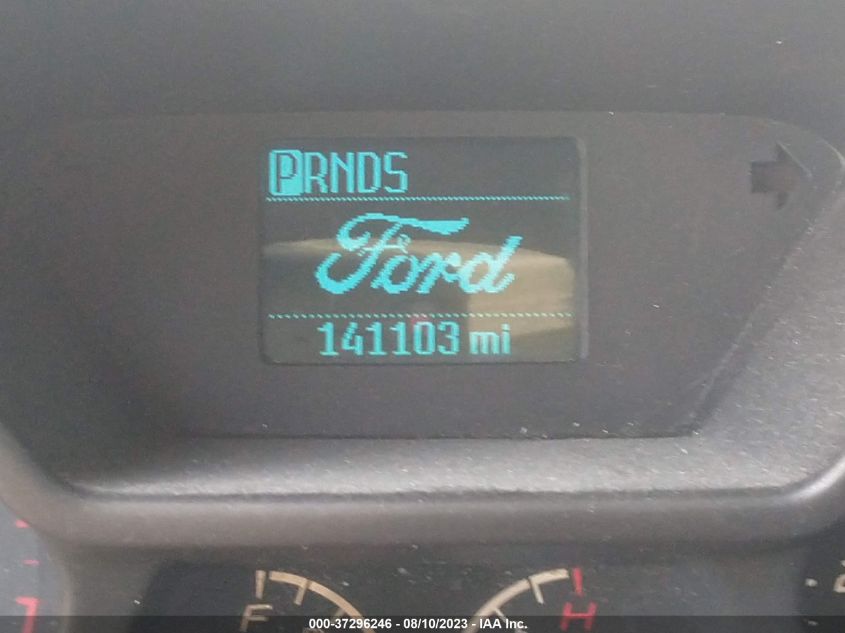 PRNDS
Ford
141103 mi
F H
000-37296246 - 08/10/2023 - IAA Inc.